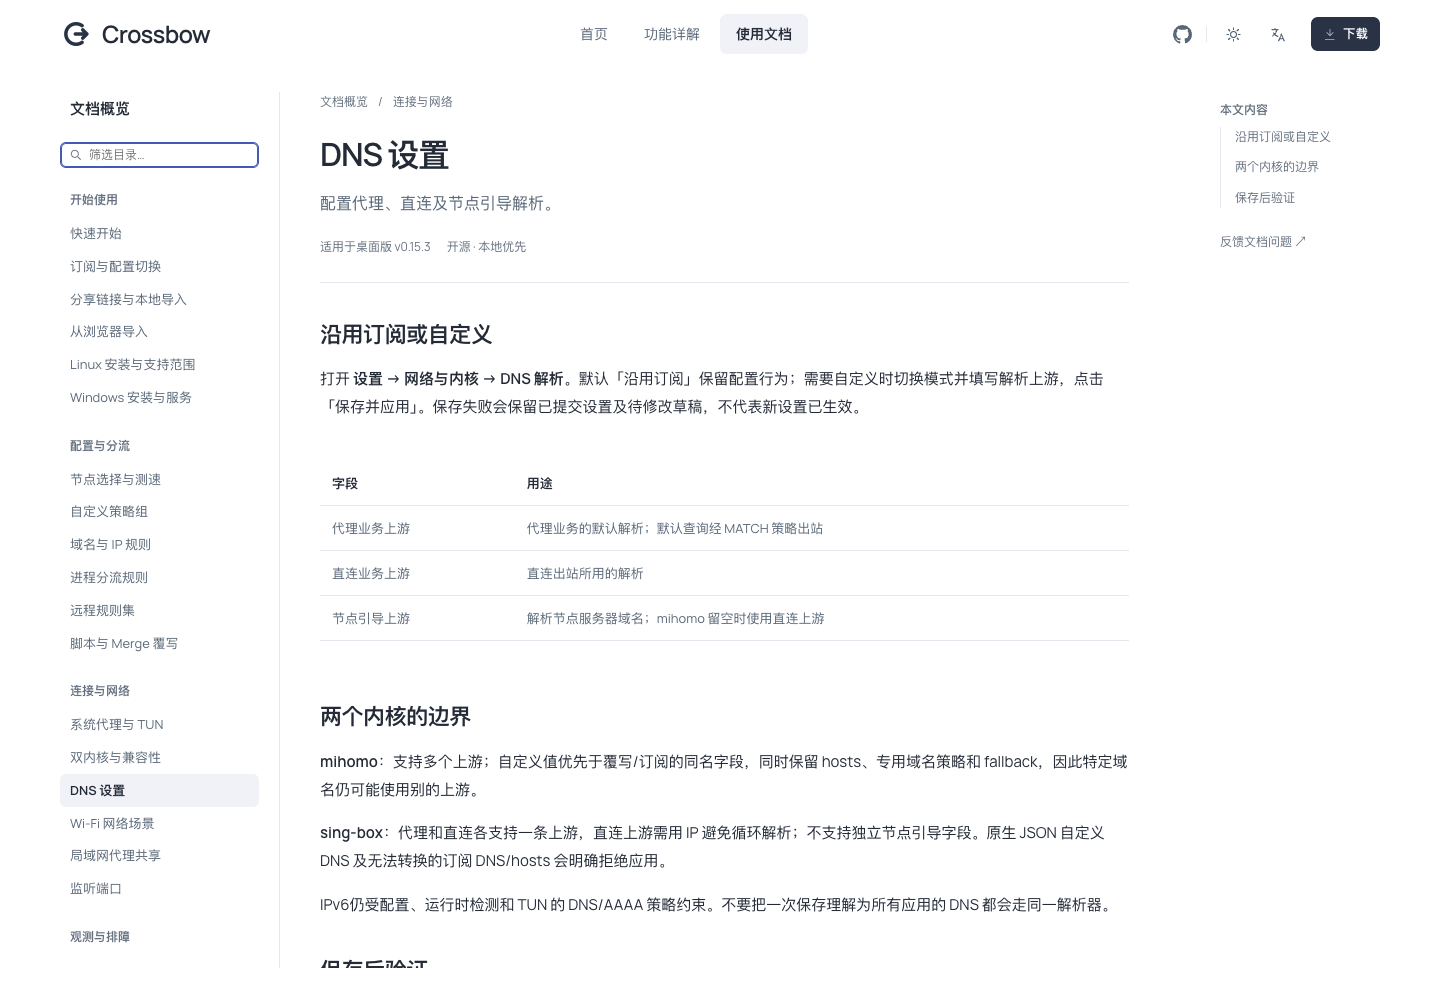 Crossbow
首页
功能详解
使用文档
下载
文档概览
筛选目录...
开始使用
快速开始
订阅与配置切换
分享链接与本地导入
从浏览器导入
Linux 安装与支持范围
Windows 安装与服务
配置与分流
节点选择与测速
自定义策略组
域名与 IP 规则
进程分流规则
远程规则集
脚本与 Merge 覆写
连接与网络
系统代理与 TUN
双内核与兼容性
DNS 设置
Wi-Fi 网络场景
局域网代理共享
监听端口
观测与排障
文档概览 / 连接与网络
DNS 设置
配置代理、直连及节点引导解析。
适用于桌面版 v0.15.3 开源 · 本地优先
沿用订阅或自定义
打开 设置 → 网络与内核 → DNS 解析。默认「沿用订阅」保留配置行为；需要自定义时切换模式并填写解析上游，点击
「保存并应用」。保存失败会保留已提交设置及待修改草稿，不代表新设置已生效。
字段 用途
代理业务上游 代理业务的默认解析；默认查询经 MATCH 策略出站
直连业务上游 直连出站所用的解析
节点引导上游 解析节点服务器域名；mihomo 留空时使用直连上游
两个内核的边界
mihomo：支持多个上游；自定义值优先于覆写/订阅的同名字段，同时保留 hosts、专用域名策略和 fallback，因此特定域
名仍可能使用别的上游。
sing-box：代理和直连各支持一条上游，直连上游需用 IP 避免循环解析；不支持独立节点引导字段。原生 JSON 自定义
DNS 及无法转换的订阅 DNS/hosts 会明确拒绝应用。
IPv6仍受配置、运行时检测和 TUN 的 DNS/AAAA 策略约束。不要把一次保存理解为所有应用的 DNS 都会走同一解析器。
保存后验证
本文内容
沿用订阅或自定义
两个内核的边界
保存后验证
反馈文档问题 ↗